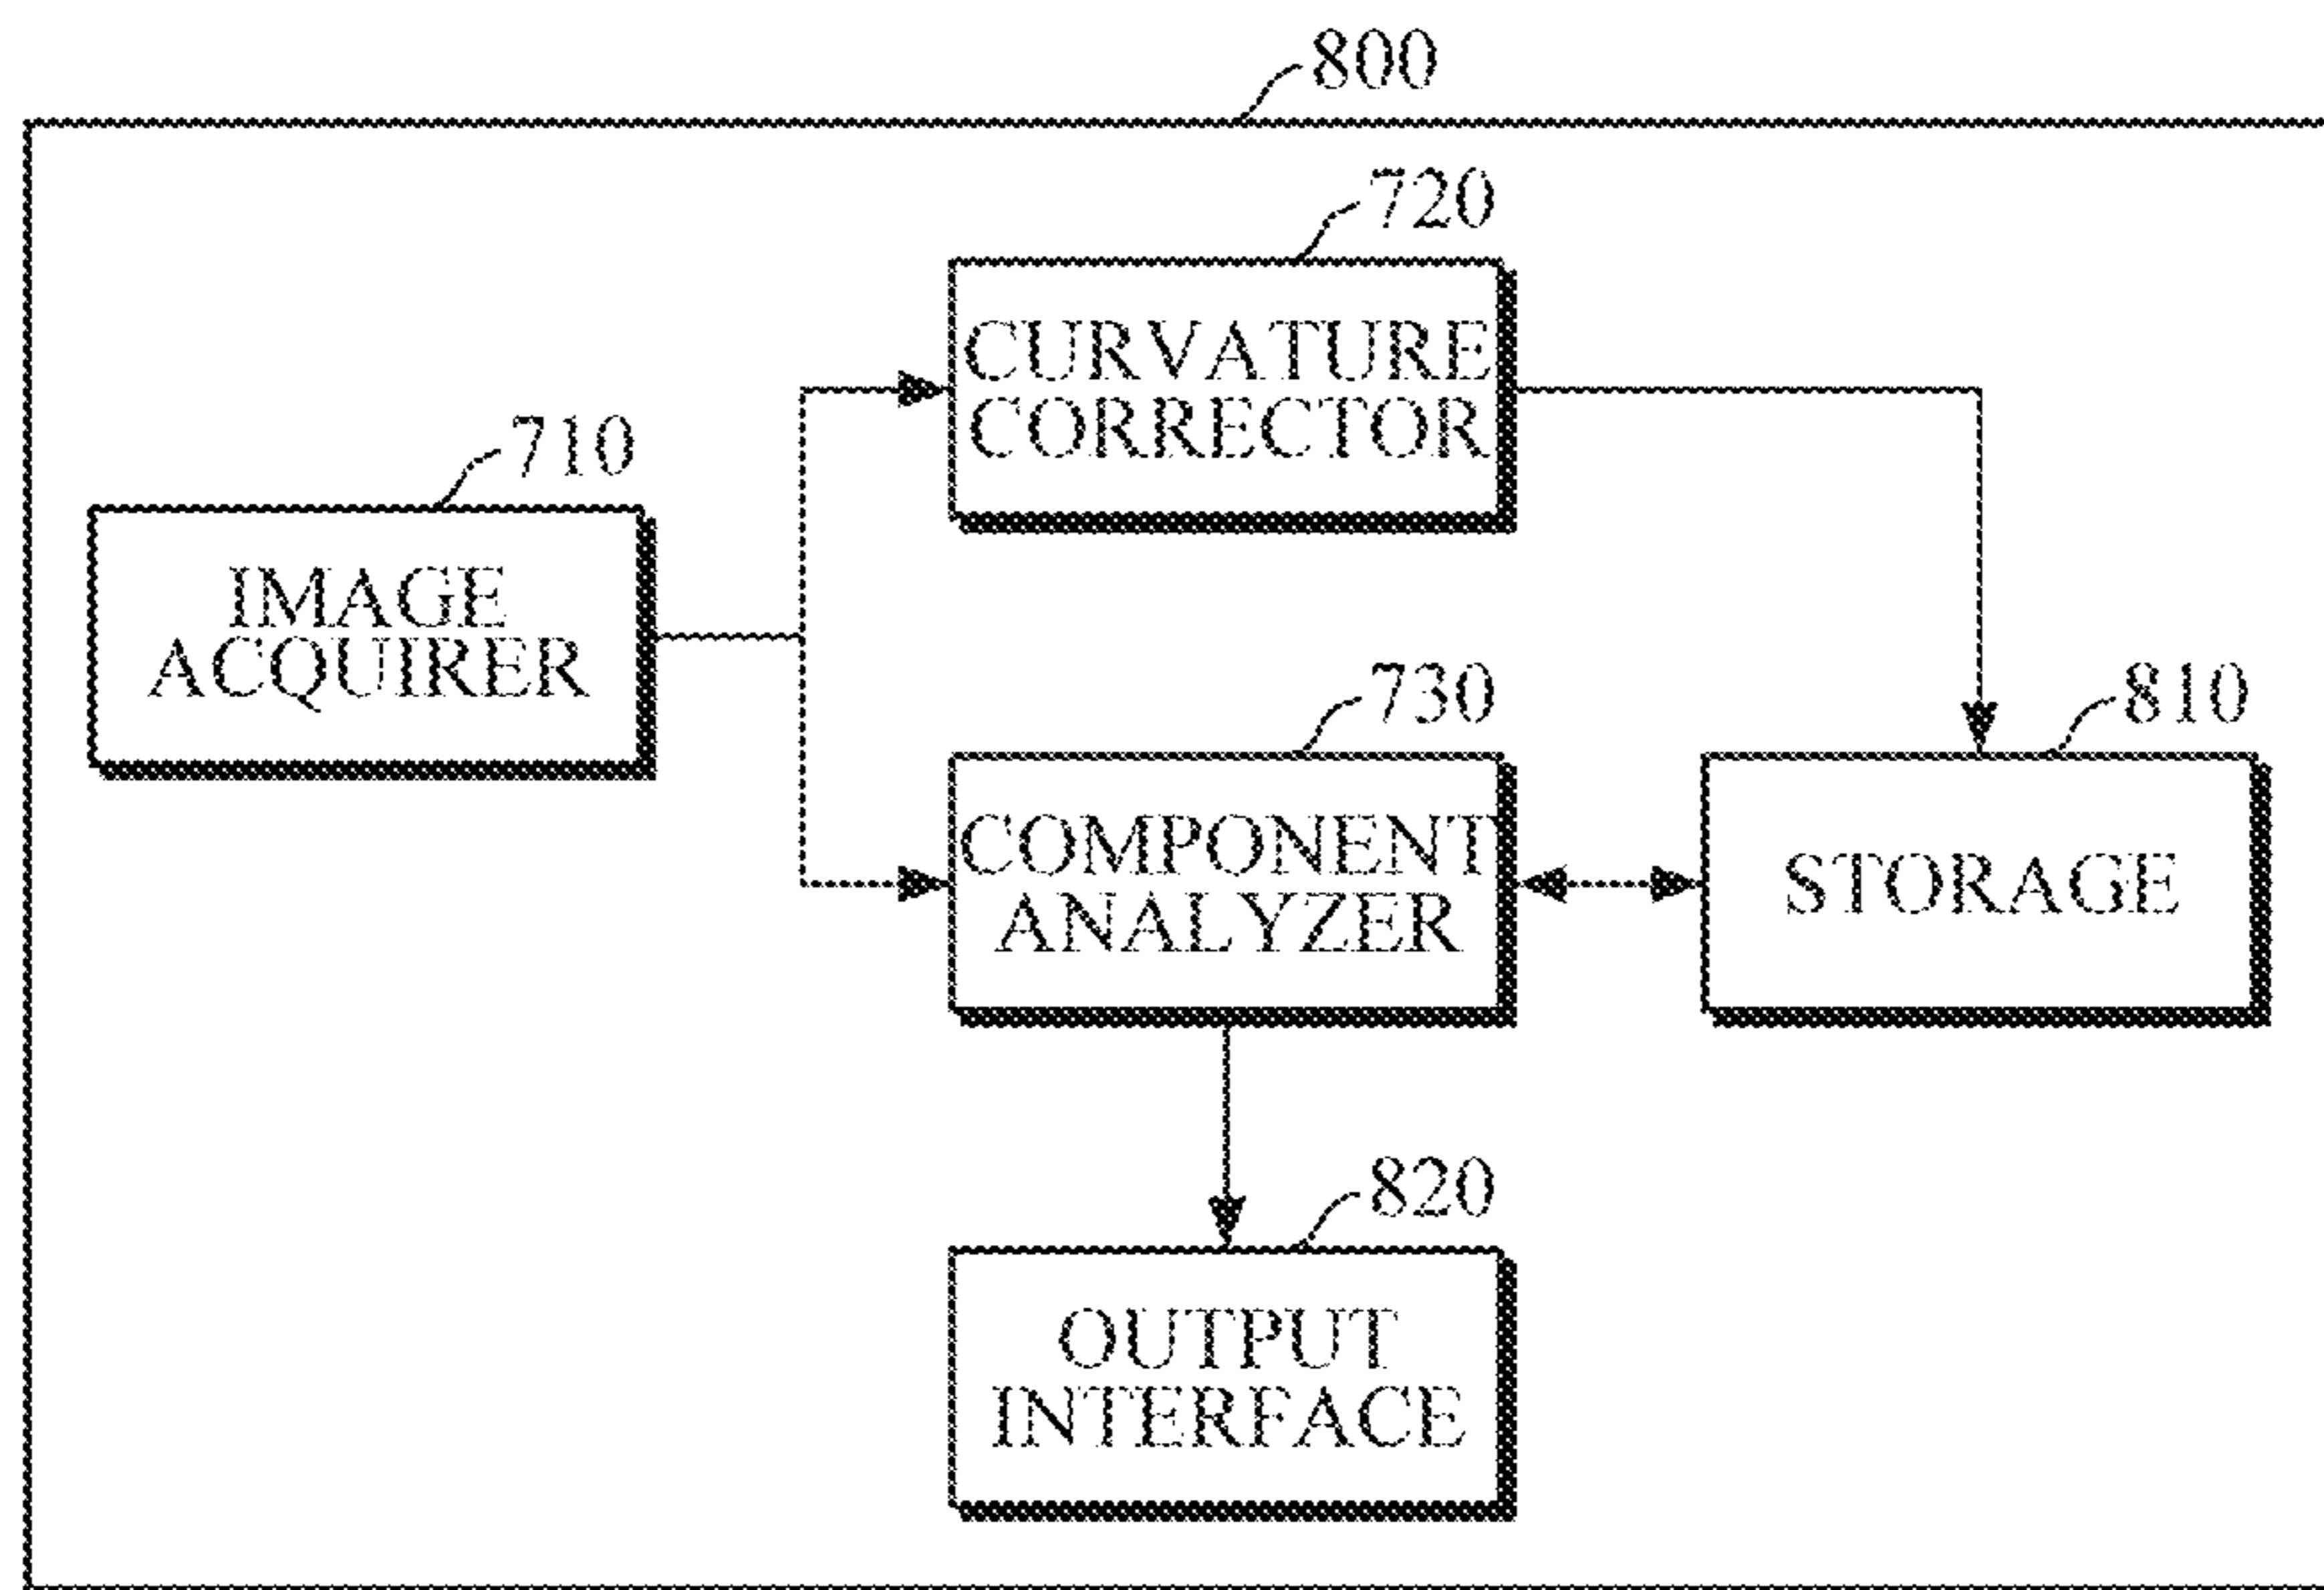 800
720
CURVATURE
CORRECTOR
710
IMAGE
ACQUIRER
730
COMPONENT
ANALYZER
810
STORAGE
820
OUTPUT
INTERFACE